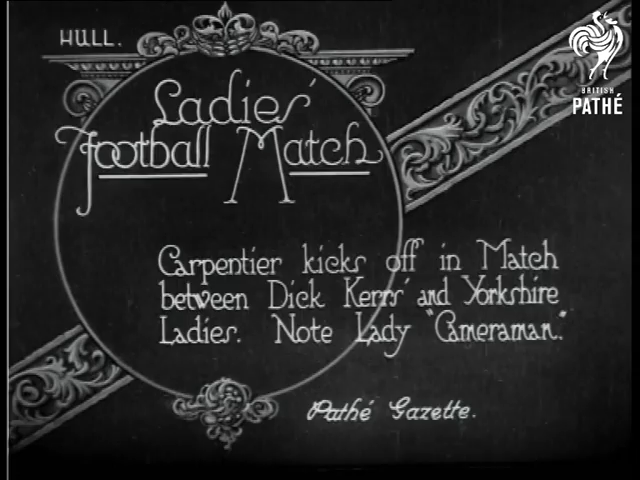 HULL.
BRITISH
PATHÉ
Ladies'
Football Match
Carpentier kicks off in Match
between Dick Kerrs' and Yorkshire
Ladies. Note Lady "Cameraman."
Pathé Gazette.